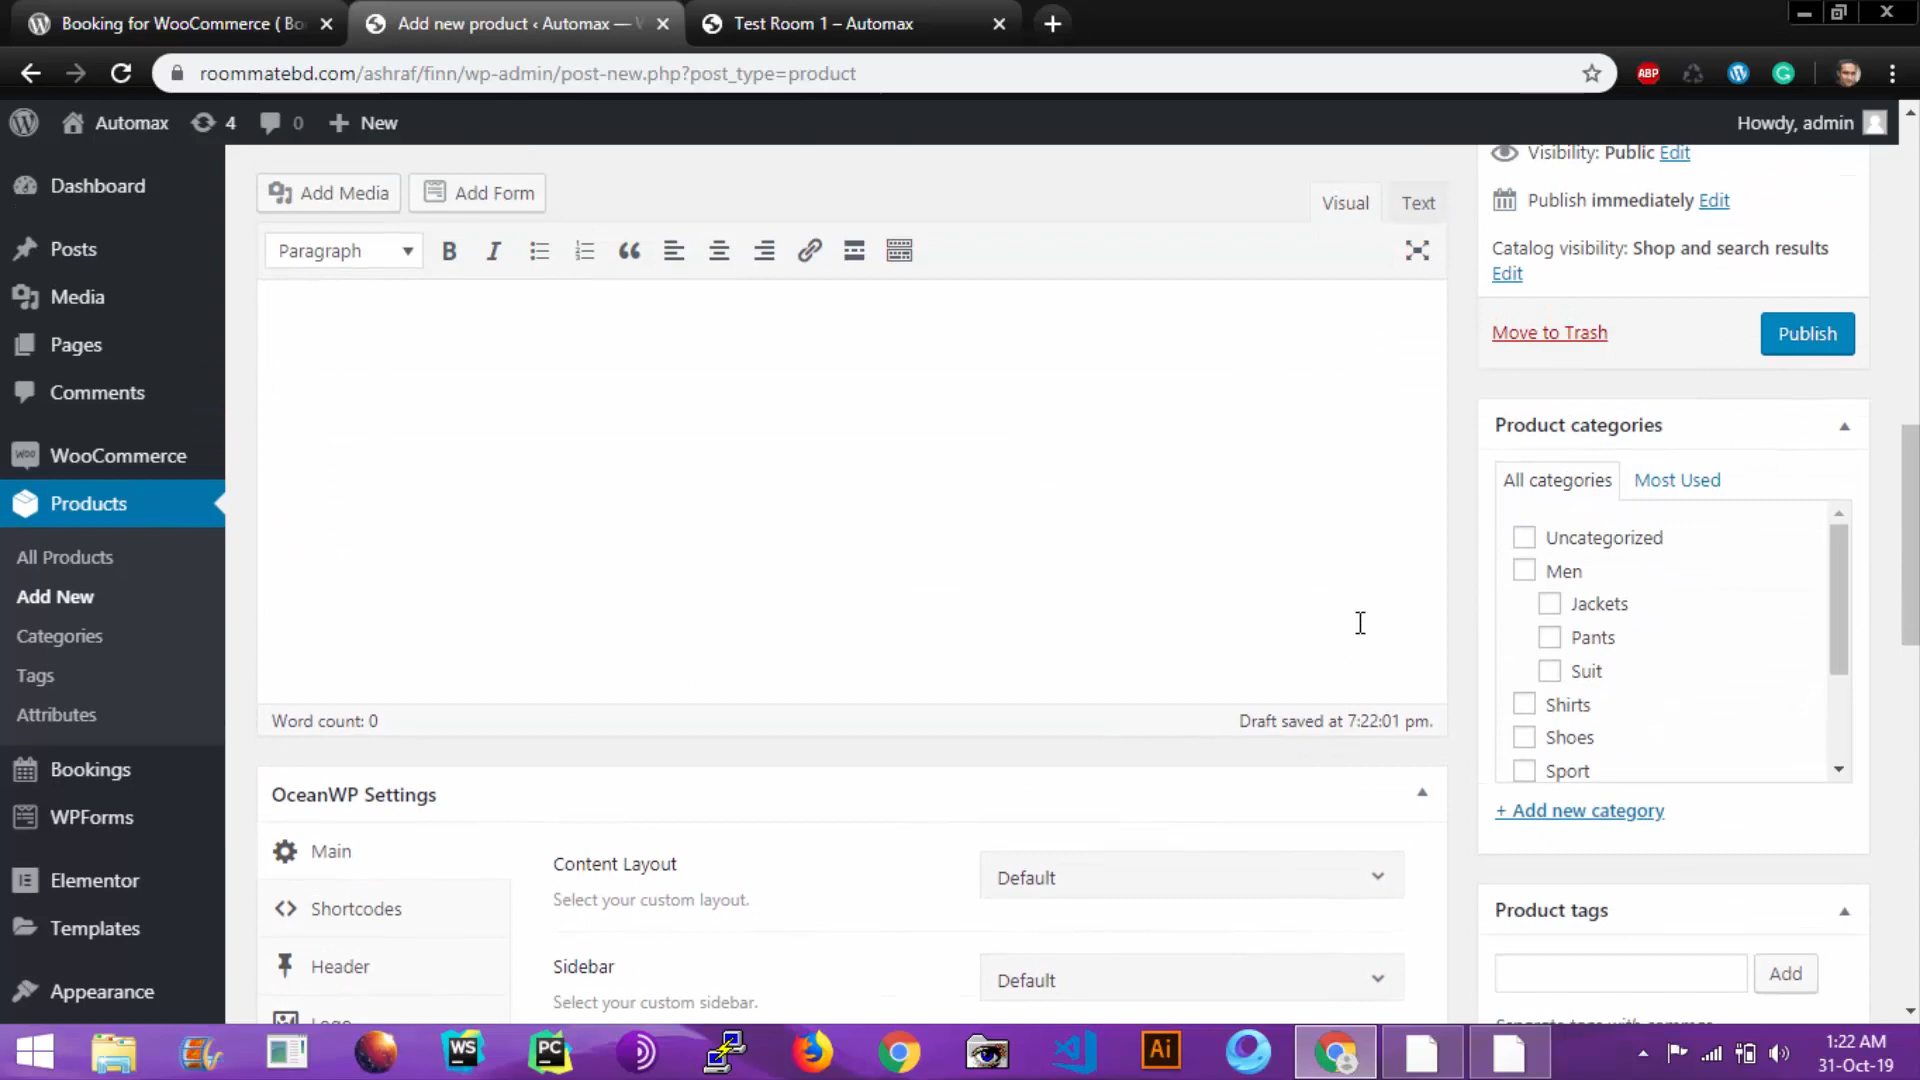 Booking for WooCommerce ( Bo
Add new product ‹ Automax —
Test Room 1 – Automax
roommatebd.com/ashraf/finn/wp-admin/post-new.php?post_type=product
ABP
Automax
4
0
New
Howdy, admin
Dashboard
Posts
Media
Pages
Comments
WooCommerce
Products
All Products
Add New
Categories
Tags
Attributes
Bookings
WPForms
Elementor
Templates
Appearance
Add Media
Add Form
Visual
Text
Paragraph
Word count: 0
Draft saved at 7:22:01 pm.
OceanWP Settings
Main
Shortcodes
Header
Content Layout
Select your custom layout.
Default
Sidebar
Select your custom sidebar.
Default
Visibility: Public Edit
Publish immediately Edit
Catalog visibility: Shop and search results
Edit
Move to Trash
Publish
Product categories
All categories
Most Used
Uncategorized
Men
Jackets
Pants
Suit
Shirts
Shoes
Sport
+ Add new category
Product tags
Add
WS
PC
Ai
1:22 AM
31-Oct-19